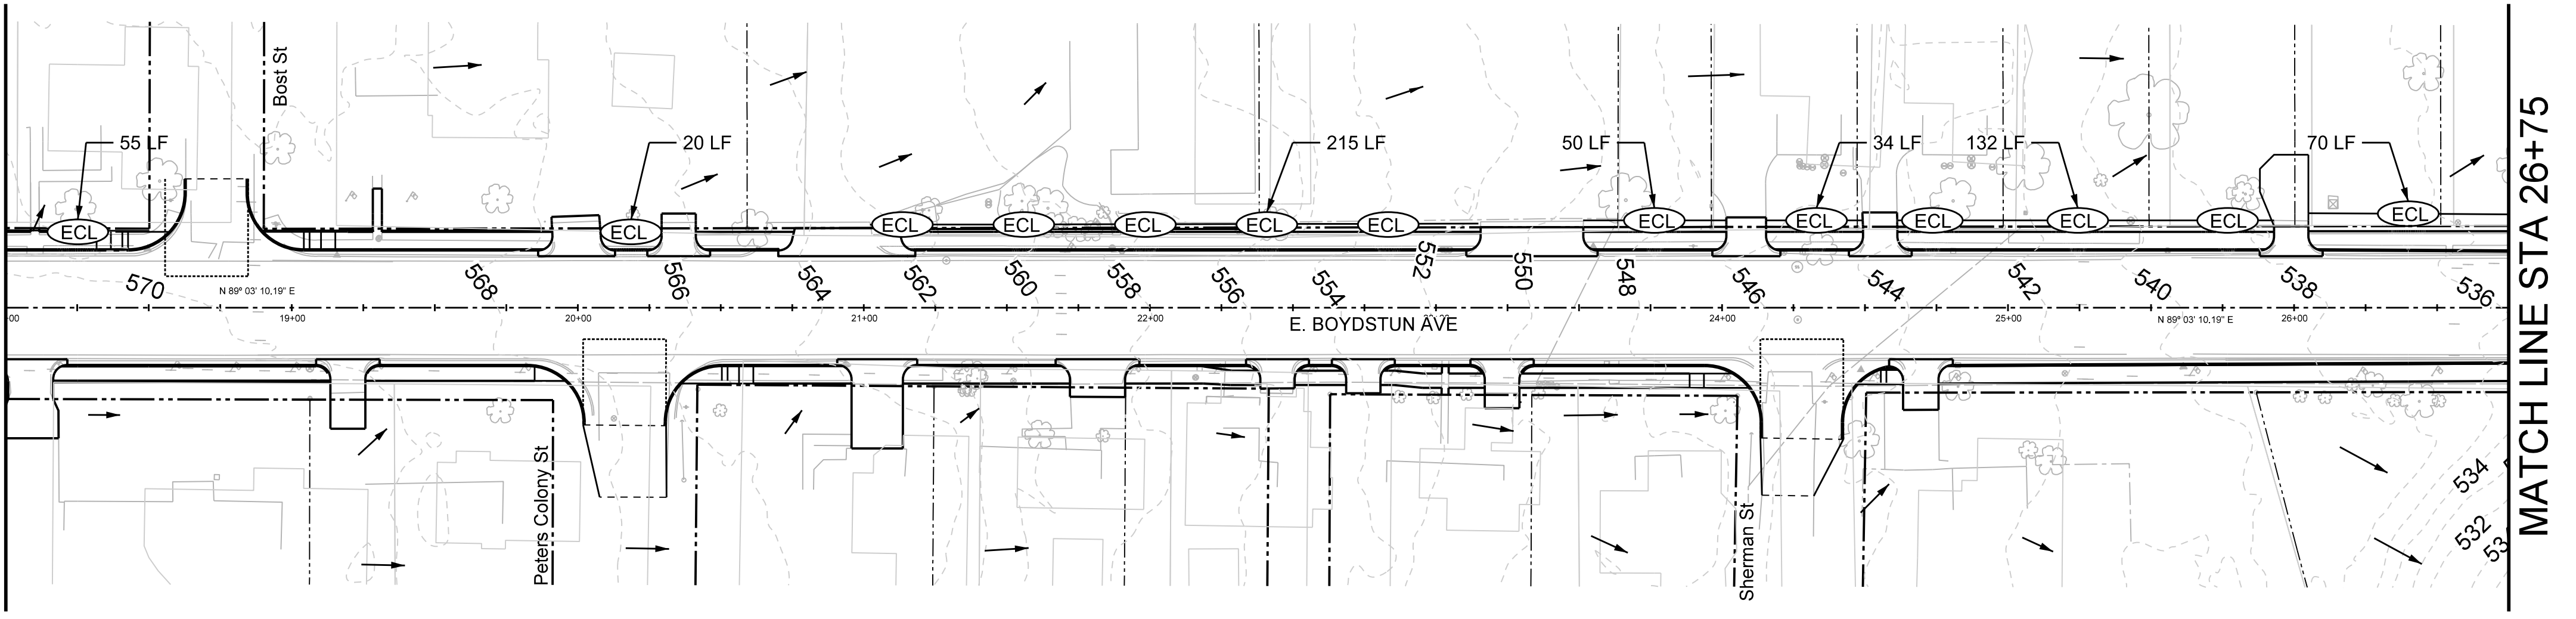 Bost St
55 LF
20 LF
215 LF
50 LF
34 LF
132 LF
70 LF
ECL
ECL
ECL
ECL
ECL
ECL
ECL
ECL
ECL
ECL
ECL
ECL
ECL
570
568
566
564
562
560
558
556
554
552
550
548
546
544
542
540
538
536
N 89° 03' 10.19" E
N 89° 03' 10.19" E
19+00
20+00
21+00
22+00
24+00
25+00
26+00
E. BOYDSTUN AVE
Peters Colony St
Sherman St
534
532
MATCH LINE STA 26+75